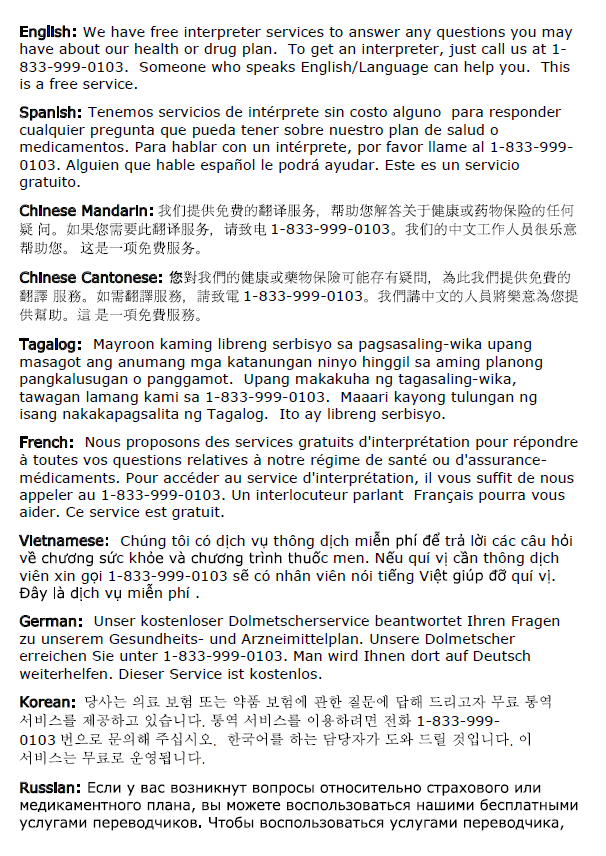 English: We have free interpreter services to answer any questions you may
have about our health or drug plan.  To get an interpreter, just call us at 1-
833-999-0103.  Someone who speaks English/Language can help you.  This
is a free service.
Spanish: Tenemos servicios de intérprete sin costo alguno  para responder
cualquier pregunta que pueda tener sobre nuestro plan de salud o
medicamentos. Para hablar con un intérprete, por favor llame al 1-833-999-
0103. Alguien que hable español le podrá ayudar. Este es un servicio
gratuito.
Chinese Mandarin: 我们提供免费的翻译服务，帮助您解答关于健康或药物保险的任何
疑 问。如果您需要此翻译服务，请致电 1-833-999-0103。我们的中文工作人员很乐意
帮助您。 这是一项免费服务。
Chinese Cantonese: 您對我們的健康或藥物保險可能存有疑問，為此我們提供免費的
翻譯 服務。如需翻譯服務，請致電 1-833-999-0103。我們講中文的人員將樂意為您提
供幫助。這 是一項免費服務。
Tagalog:  Mayroon kaming libreng serbisyo sa pagsasaling-wika upang
masagot ang anumang mga katanungan ninyo hinggil sa aming planong
pangkalusugan o panggamot.  Upang makakuha ng tagasaling-wika,
tawagan lamang kami sa 1-833-999-0103.  Maaari kayong tulungan ng
isang nakakapagsalita ng Tagalog.  Ito ay libreng serbisyo.
French:  Nous proposons des services gratuits d'interprétation pour répondre
à toutes vos questions relatives à notre régime de santé ou d'assurance-
médicaments. Pour accéder au service d'interprétation, il vous suffit de nous
appeler au 1-833-999-0103. Un interlocuteur parlant  Français pourra vous
aider. Ce service est gratuit.
Vietnamese:  Chúng tôi có dịch vụ thông dịch miễn phí để trả lời các câu hỏi
về chương sức khỏe và chương trình thuốc men. Nếu quí vị cần thông dịch
viên xin gọi 1-833-999-0103 sẽ có nhân viên nói tiếng Việt giúp đỡ quí vị.
Đây là dịch vụ miễn phí .
German:  Unser kostenloser Dolmetscherservice beantwortet Ihren Fragen
zu unserem Gesundheits- und Arzneimittelplan. Unsere Dolmetscher
erreichen Sie unter 1-833-999-0103. Man wird Ihnen dort auf Deutsch
weiterhelfen. Dieser Service ist kostenlos.
Korean:  당사는 의료 보험 또는 약품 보험에 관한 질문에 답해 드리고자 무료 통역
서비스를 제공하고 있습니다. 통역 서비스를 이용하려면 전화 1-833-999-
0103 번으로 문의해 주십시오.  한국어를 하는 담당자가 도와 드릴 것입니다. 이
서비스는 무료로 운영됩니다.
Russian: Если у вас возникнут вопросы относительно страхового или
медикаментного плана, вы можете воспользоваться нашими бесплатными
услугами переводчиков. Чтобы воспользоваться услугами переводчика,